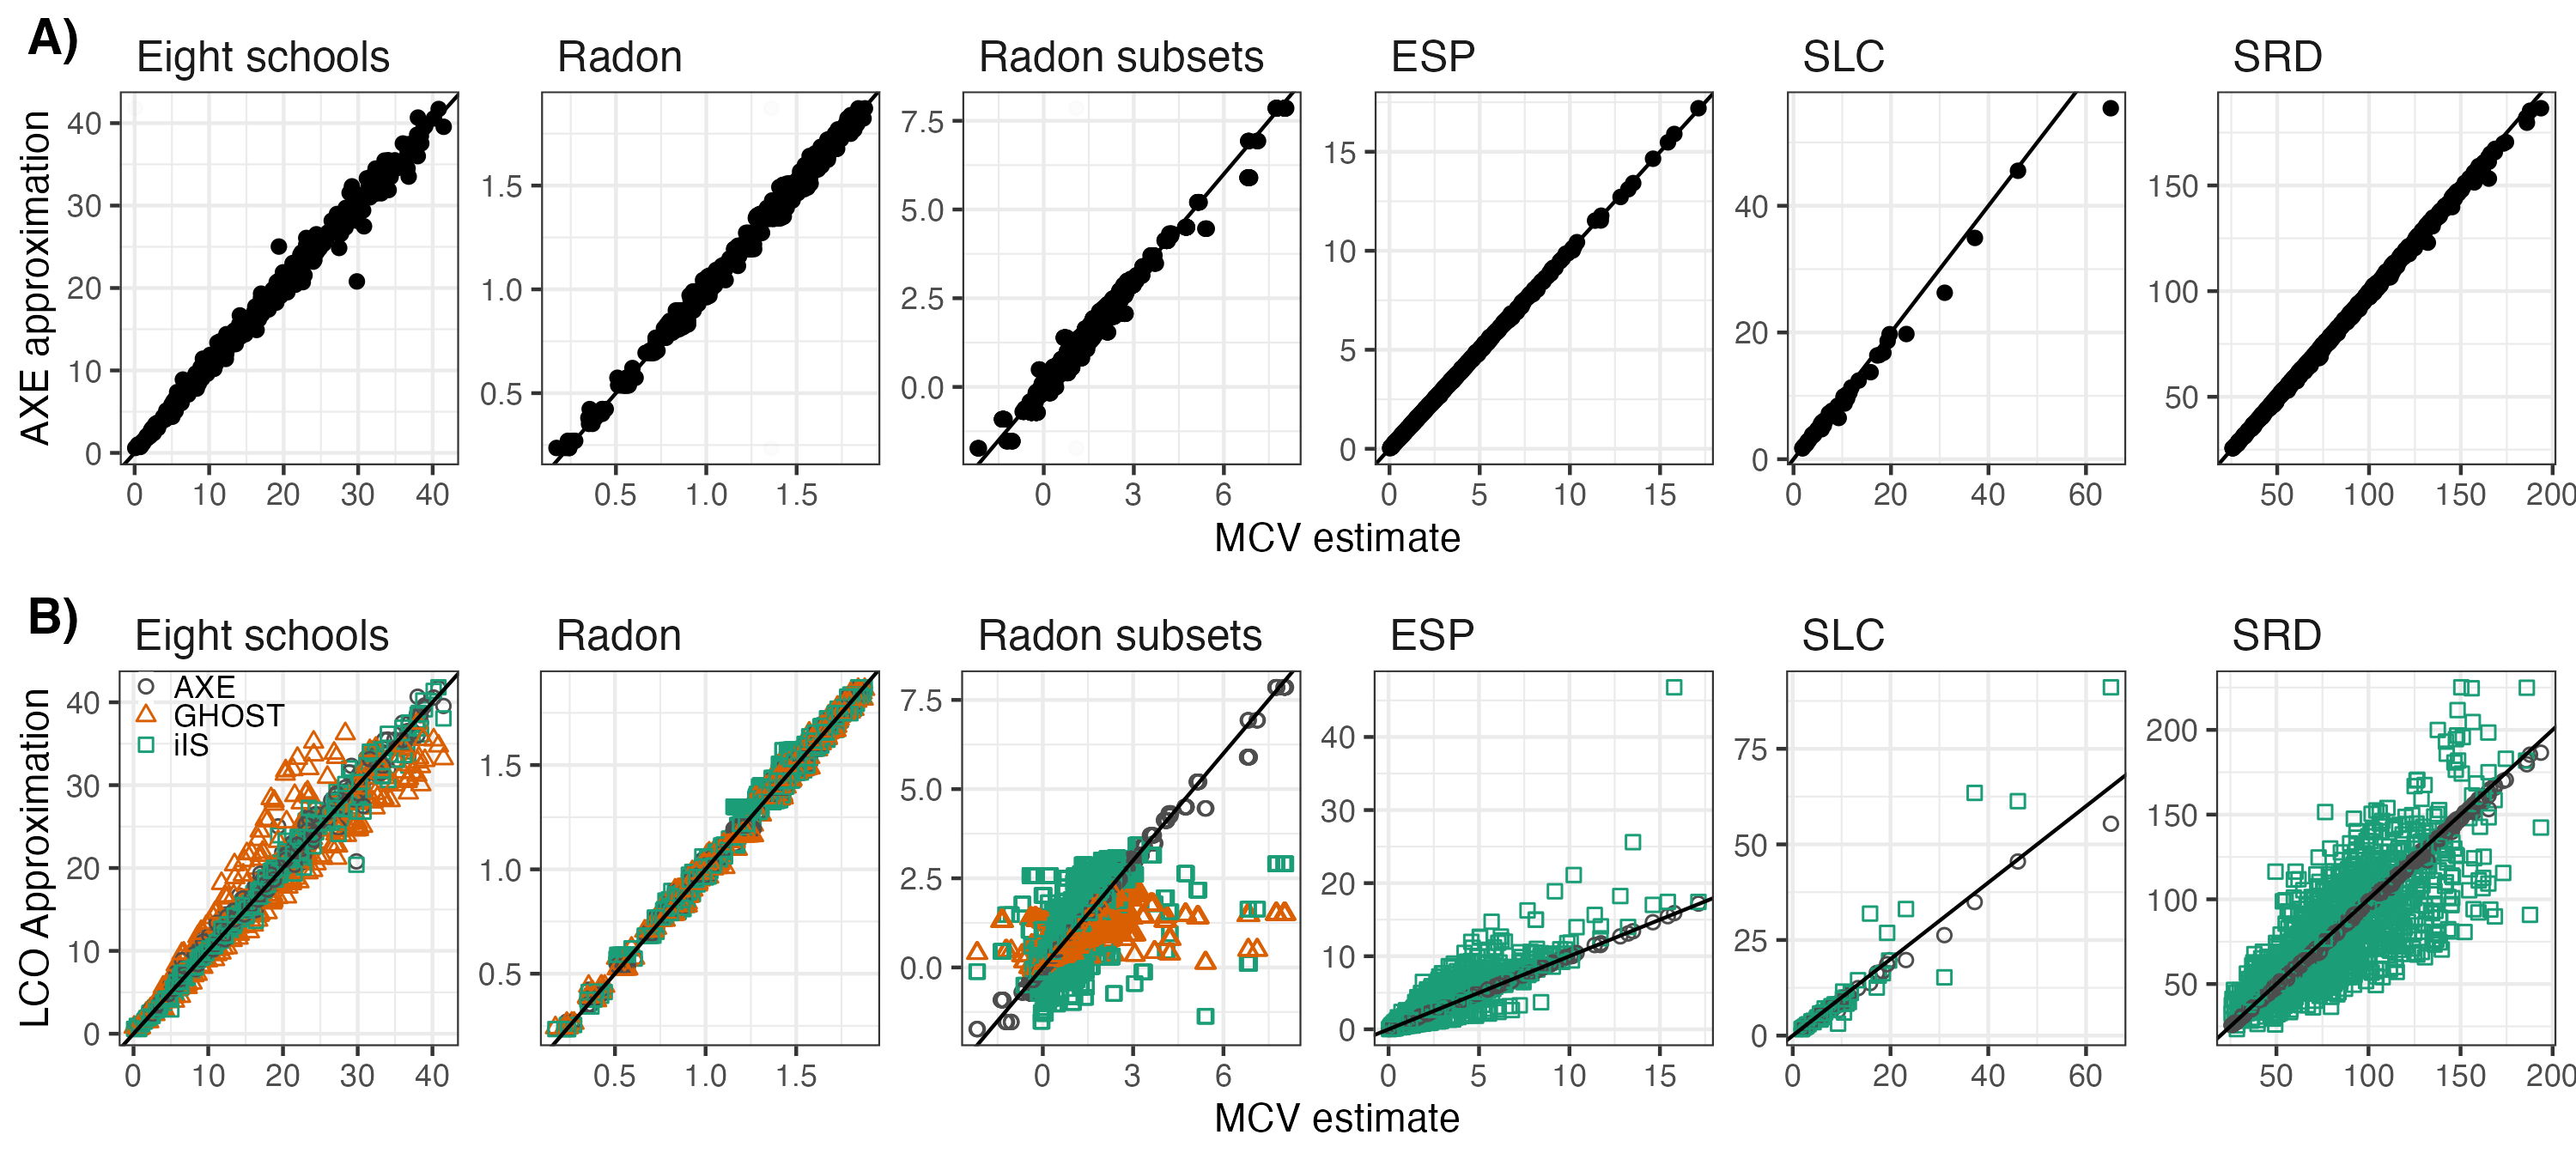 A)
Eight schools Radon Radon subsets ESP SLC SRD
AXE approximation
40 30 20 10 0
0 10 20 30 40
1.5 1.0 0.5
0.5 1.0 1.5
7.5 5.0 2.5 0.0
0 3 6
15 10 5 0
0 5 10 15
40 20 0
0 20 40 60
150 100 50
50 100 150 200
MCV estimate
B)
Eight schools Radon Radon subsets ESP SLC SRD
LCO Approximation
AXE
GHOST
iIS
40 30 20 10 0
0 10 20 30 40
1.5 1.0 0.5
0.5 1.0 1.5
7.5 5.0 2.5 0.0
0 3 6
40 30 20 10 0
0 5 10 15
75 50 25 0
0 20 40 60
200 150 100 50
50 100 150 200
MCV estimate